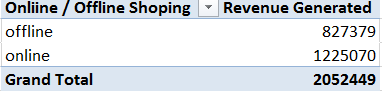 Onliine / Offline Shoping Revenue Generated
offline 827379
online 1225070
Grand Total 2052449